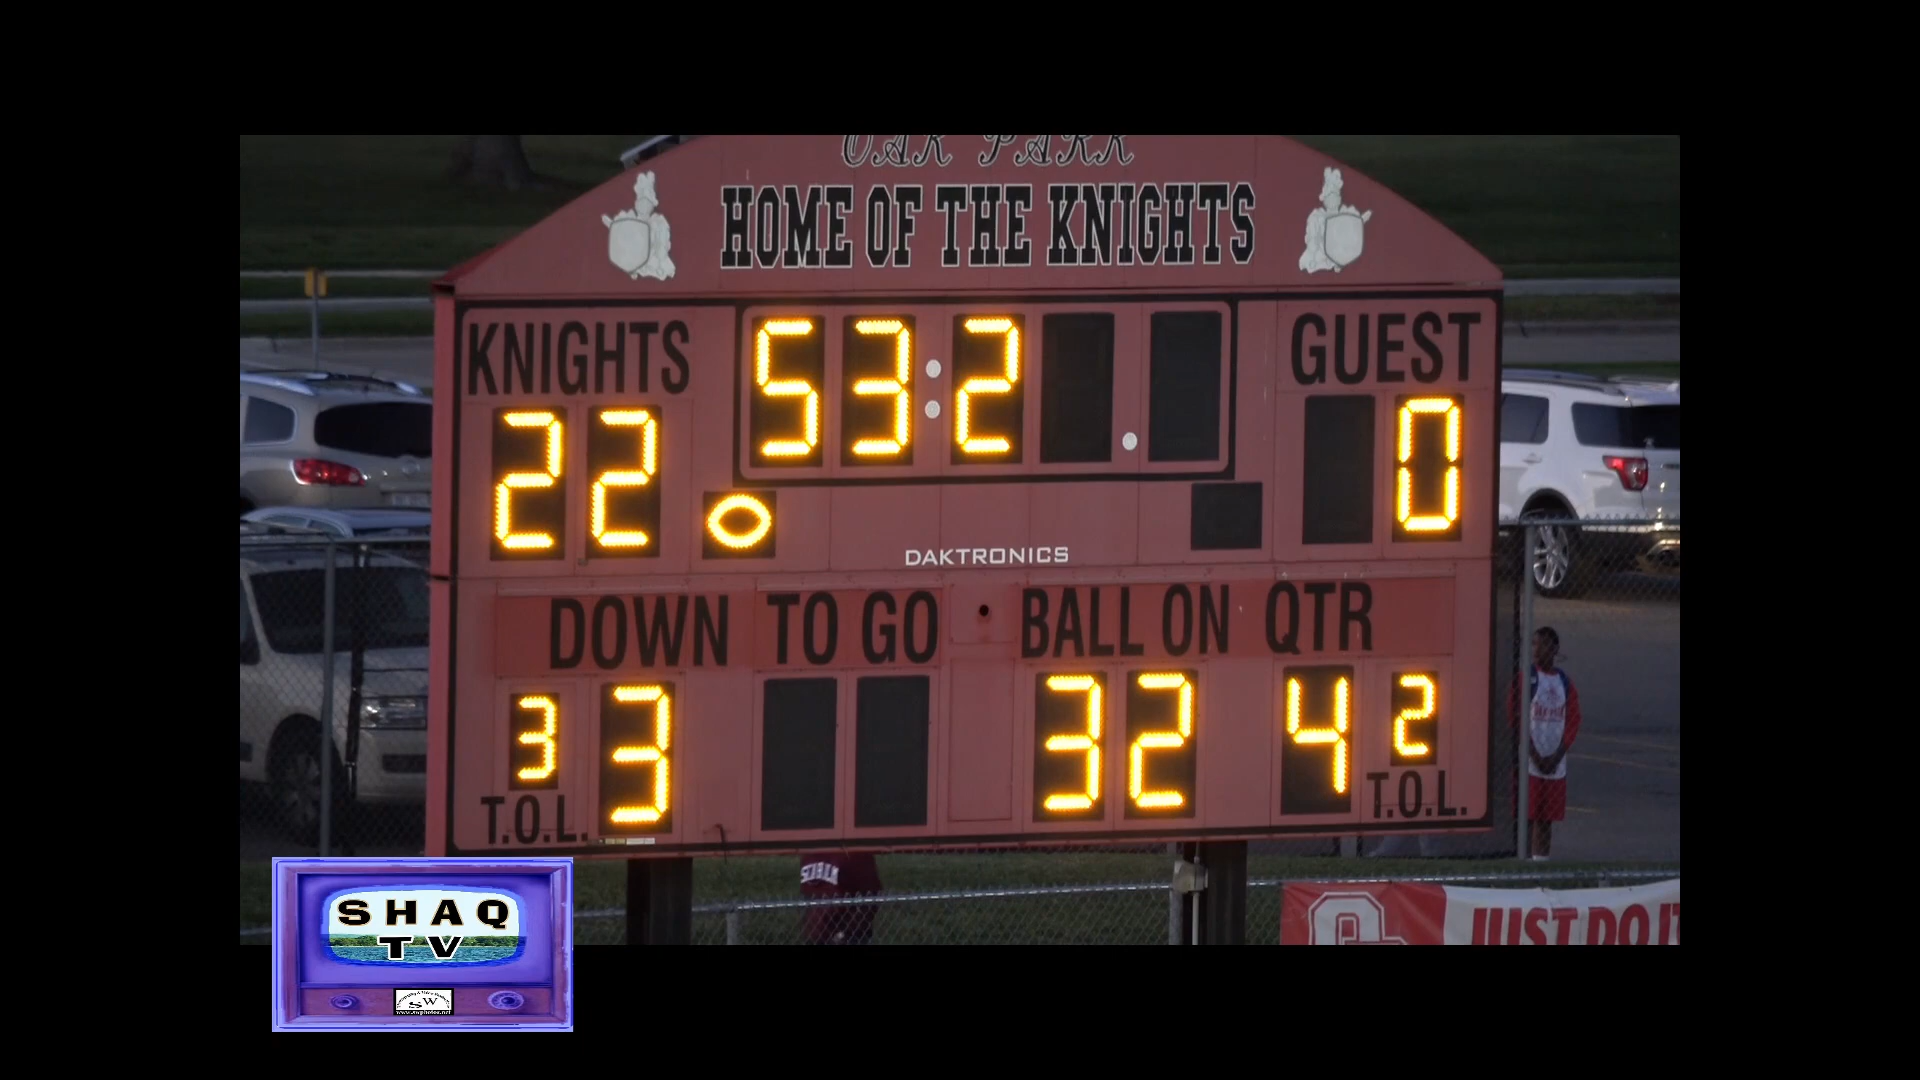 OAK PARK
HOME OF THE KNIGHTS
KNIGHTS 53:2 . GUEST
22 0
DAKTRONICS
DOWN TO GO BALL ON QTR
3 3 32 4 2
T.O.L. T.O.L.
JUST DO IT
SHAQ
TV
SW